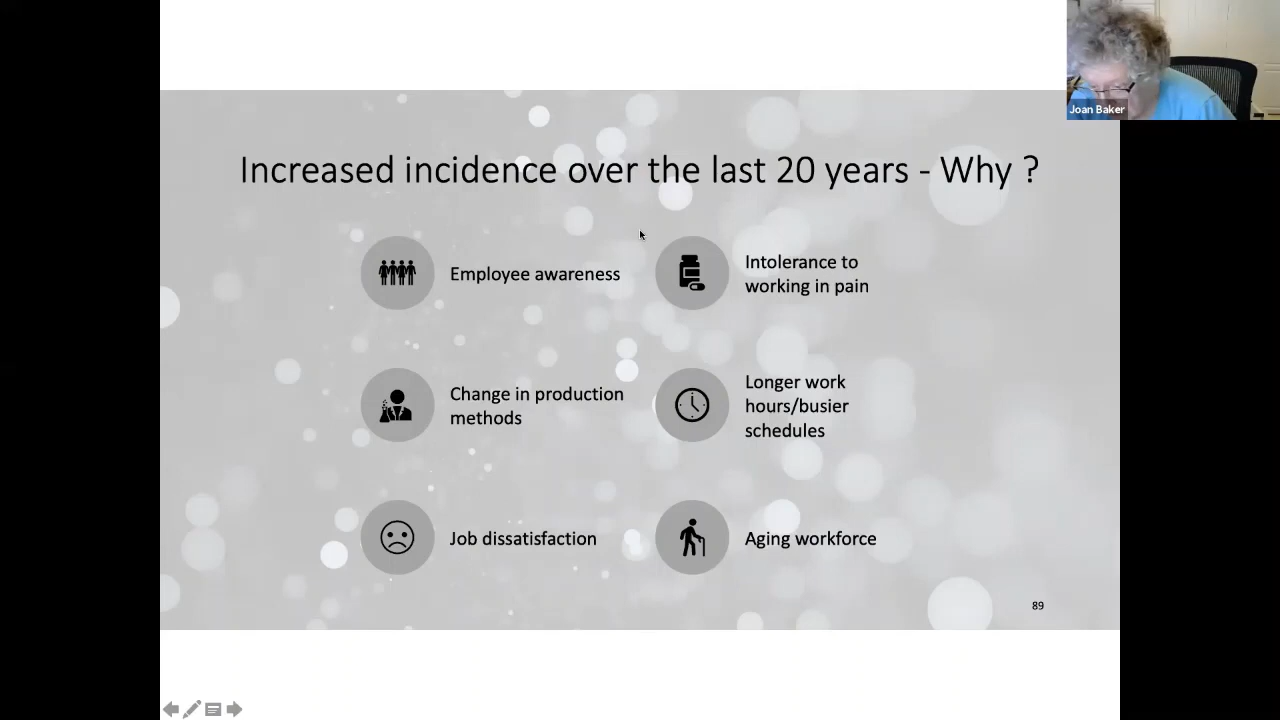 Joan Baker
Increased incidence over the last 20 years - Why ?
Employee awareness
Intolerance to
working in pain
Change in production
methods
Longer work
hours/busier
schedules
Job dissatisfaction
Aging workforce
89